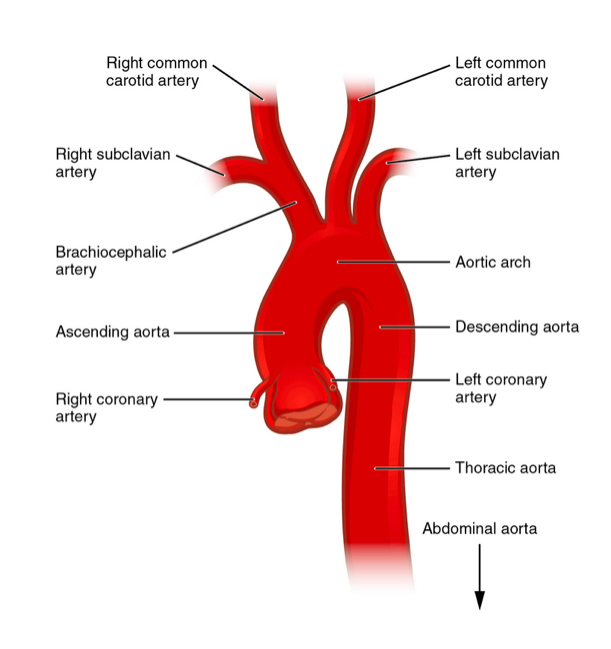 Right common
carotid artery
Left common
carotid artery
Right subclavian
artery
Left subclavian
artery
Brachiocephalic
artery
Aortic arch
Ascending aorta
Descending aorta
Right coronary
artery
Left coronary
artery
Thoracic aorta
Abdominal aorta